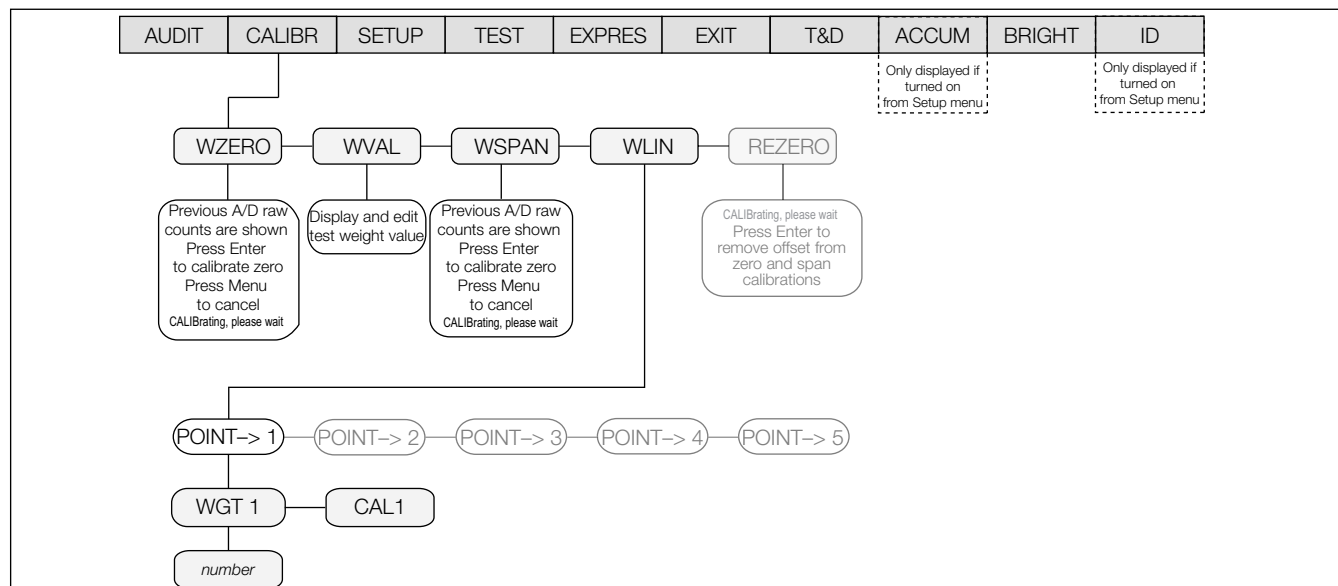 AUDIT CALIBR SETUP TEST EXPRES EXIT T&D ACCUM BRIGHT ID
Only displayed if
turned on
from Setup menu
Only displayed if
turned on
from Setup menu
WZERO WVAL WSPAN WLIN REZERO
Previous A/D raw
counts are shown
Press Enter
to calibrate zero
Press Menu
to cancel
CALIBrating, please wait
Display and edit
test weight value
Previous A/D raw
counts are shown
Press Enter
to calibrate zero
Press Menu
to cancel
CALIBrating, please wait
CALIBrating, please wait
Press Enter to
remove offset from
zero and span
calibrations
POINT–> 1 POINT–> 2 POINT–> 3 POINT–> 4 POINT–> 5
WGT 1 CAL1
number